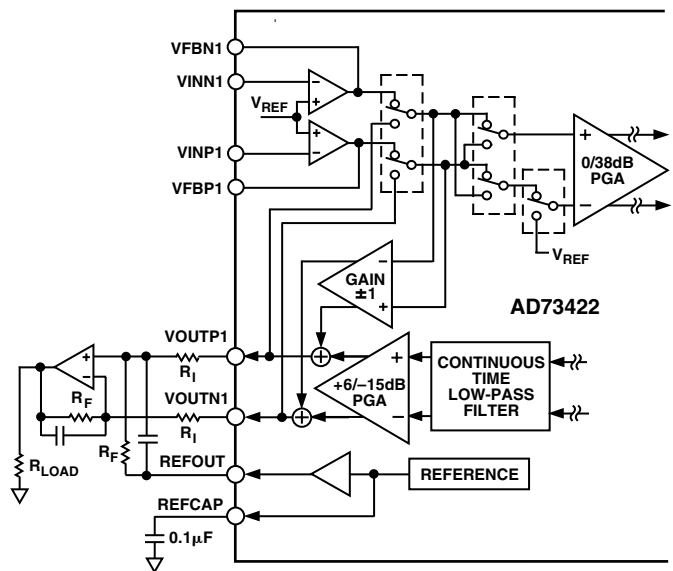 VFBN1
VINN1
VREF
VINP1
VFBP1
0/38dB
PGA
VREF
GAIN
±1
AD73422
VOUTP1
RI
+6/–15dB
PGA
CONTINUOUS
TIME
LOW-PASS
FILTER
RF
VOUTN1
RI
RF
RLOAD
REFOUT
REFERENCE
REFCAP
0.1μF
+
–
+
–
–
+
+
–
–
+
+
–